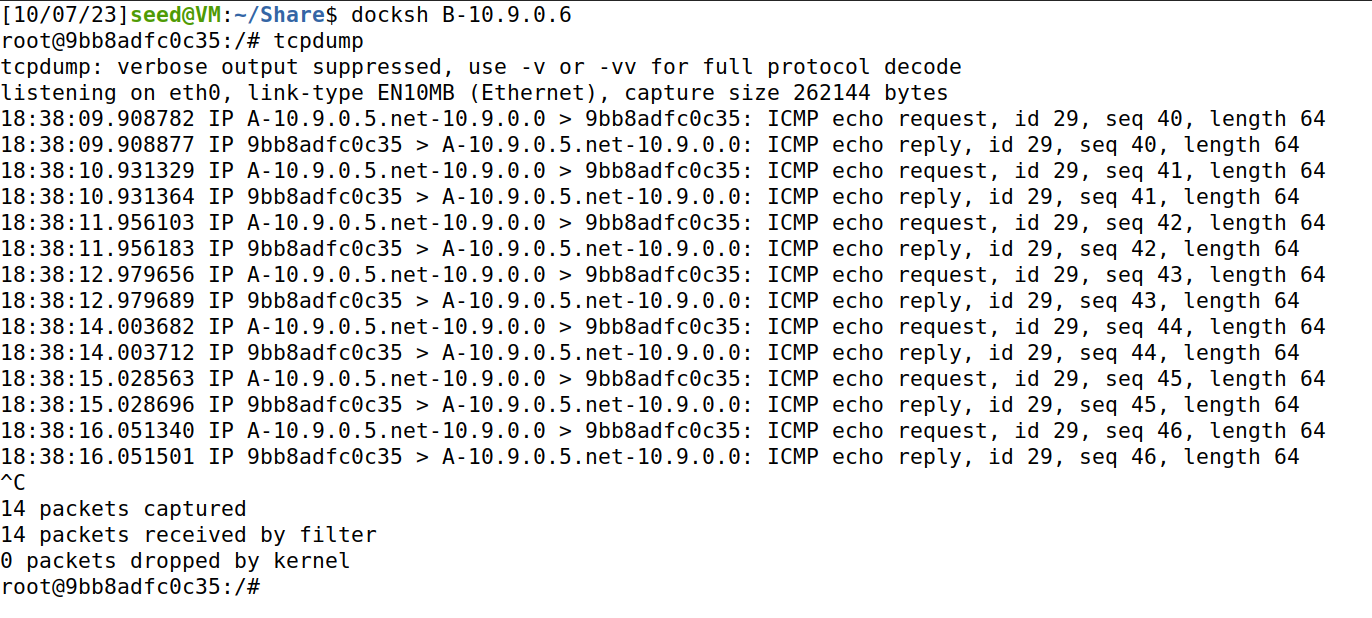 [10/07/23]seed@VM:~/Share$ docksh B-10.9.0.6
root@9bb8adfc0c35:/# tcpdump
tcpdump: verbose output suppressed, use -v or -vv for full protocol decode
listening on eth0, link-type EN10MB (Ethernet), capture size 262144 bytes
18:38:09.908782 IP A-10.9.0.5.net-10.9.0.0 > 9bb8adfc0c35: ICMP echo request, id 29, seq 40, length 64
18:38:09.908877 IP 9bb8adfc0c35 > A-10.9.0.5.net-10.9.0.0: ICMP echo reply, id 29, seq 40, length 64
18:38:10.931329 IP A-10.9.0.5.net-10.9.0.0 > 9bb8adfc0c35: ICMP echo request, id 29, seq 41, length 64
18:38:10.931364 IP 9bb8adfc0c35 > A-10.9.0.5.net-10.9.0.0: ICMP echo reply, id 29, seq 41, length 64
18:38:11.956103 IP A-10.9.0.5.net-10.9.0.0 > 9bb8adfc0c35: ICMP echo request, id 29, seq 42, length 64
18:38:11.956183 IP 9bb8adfc0c35 > A-10.9.0.5.net-10.9.0.0: ICMP echo reply, id 29, seq 42, length 64
18:38:12.979656 IP A-10.9.0.5.net-10.9.0.0 > 9bb8adfc0c35: ICMP echo request, id 29, seq 43, length 64
18:38:12.979689 IP 9bb8adfc0c35 > A-10.9.0.5.net-10.9.0.0: ICMP echo reply, id 29, seq 43, length 64
18:38:14.003682 IP A-10.9.0.5.net-10.9.0.0 > 9bb8adfc0c35: ICMP echo request, id 29, seq 44, length 64
18:38:14.003712 IP 9bb8adfc0c35 > A-10.9.0.5.net-10.9.0.0: ICMP echo reply, id 29, seq 44, length 64
18:38:15.028563 IP A-10.9.0.5.net-10.9.0.0 > 9bb8adfc0c35: ICMP echo request, id 29, seq 45, length 64
18:38:15.028696 IP 9bb8adfc0c35 > A-10.9.0.5.net-10.9.0.0: ICMP echo reply, id 29, seq 45, length 64
18:38:16.051340 IP A-10.9.0.5.net-10.9.0.0 > 9bb8adfc0c35: ICMP echo request, id 29, seq 46, length 64
18:38:16.051501 IP 9bb8adfc0c35 > A-10.9.0.5.net-10.9.0.0: ICMP echo reply, id 29, seq 46, length 64
^C
14 packets captured
14 packets received by filter
0 packets dropped by kernel
root@9bb8adfc0c35:/#